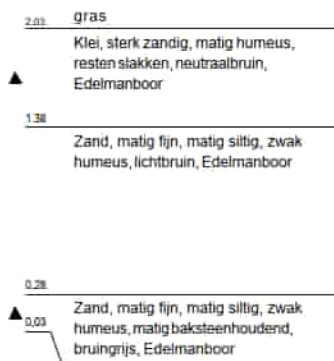 2.03 gras
Klei, sterk zandig, matig humeus,
resten slakken, neutraalbruin,
Edelmanboor
1.38
Zand, matig fijn, matig siltig, zwak
humeus, lichtbruin, Edelmanboor
0.28
Zand, matig fijn, matig siltig, zwak
0,03 humeus, matig baksteenhoudend,
bruingrijs, Edelmanboor